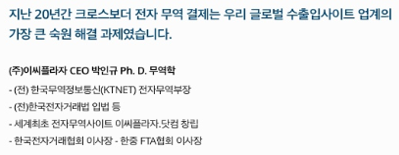 지난 20년간 크로스보더 전자 무역 결제는 우리 글로벌 수출입사이트 업계의
가장 큰 숙원 해결 과제였습니다.
(주)이씨플라자 CEO 박인규 Ph. D. 무역학
- (전) 한국무역정보통신(KTNET) 전자무역부장
- (전)한국전자거래법 입법 등
- 세계최초 전자무역사이트 이씨플라자.닷컴 창립
- 한국전자거래협회 이사장 - 한중 FTA협회 이사장